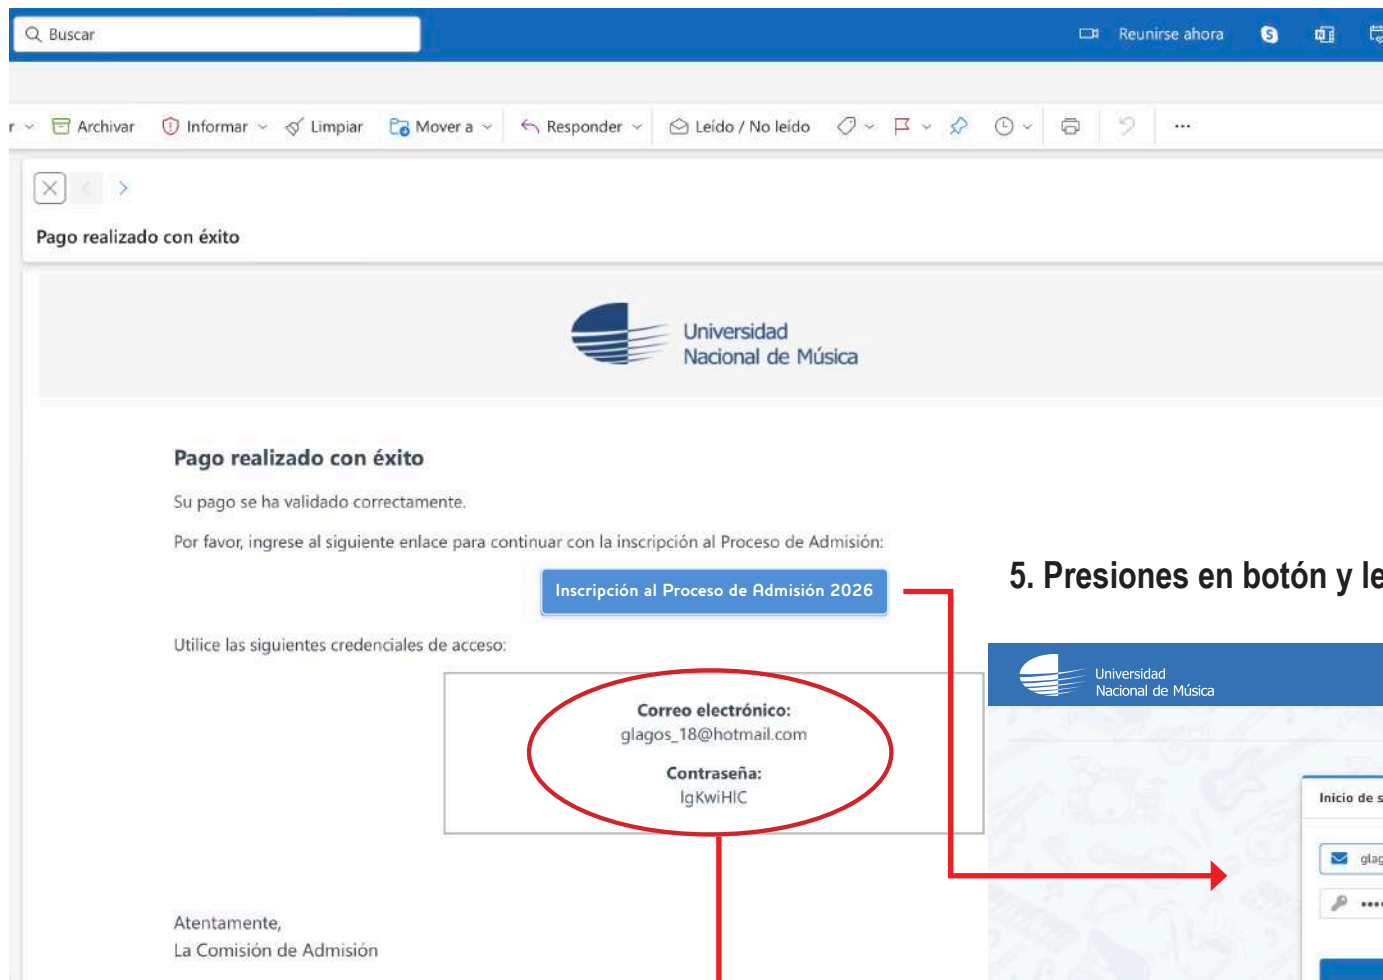 Buscar
Reunirse ahora
Archivar Informar Limpiar Mover a Responder Leído / No leído
Pago realizado con éxito
Universidad
Nacional de Música
Pago realizado con éxito
Su pago se ha validado correctamente.
Por favor, ingrese al siguiente enlace para continuar con la inscripción al Proceso de Admisión:
Inscripción al Proceso de Admisión 2026
5. Presiones en botón y le
Utilice las siguientes credenciales de acceso:
Universidad
Nacional de Música
Correo electrónico:
glagos_18@hotmail.com
Contraseña:
IgKwiHlC
Inicio de s
glag
Atentamente,
La Comisión de Admisión